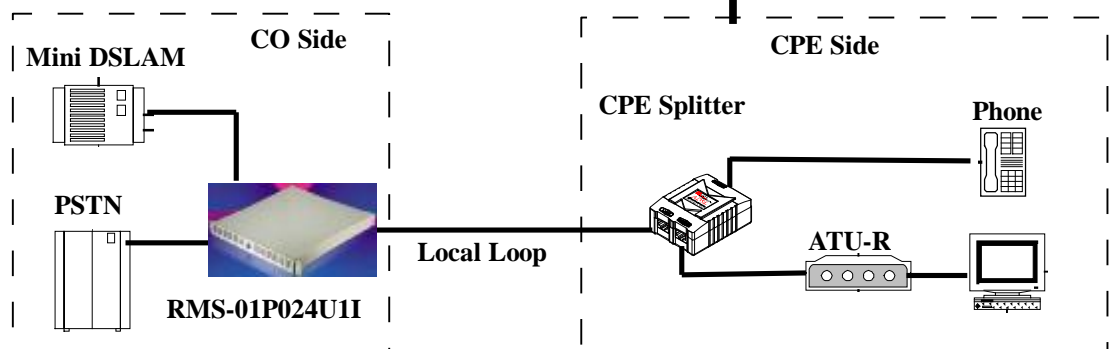 CO Side
CPE Side
Mini DSLAM
CPE Splitter
Phone
PSTN
ATU-R
Local Loop
RMS-01P024U1I